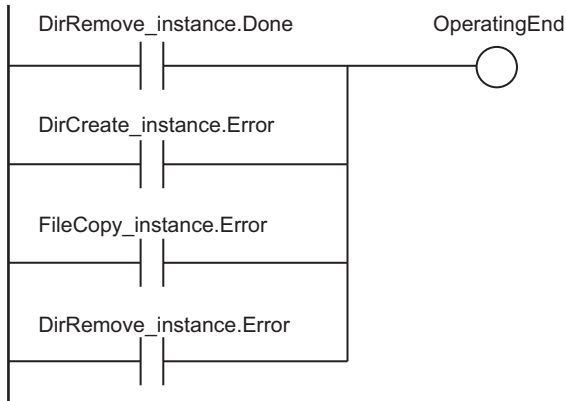 DirRemove_instance.Done OperatingEnd
DirCreate_instance.Error
FileCopy_instance.Error
DirRemove_instance.Error